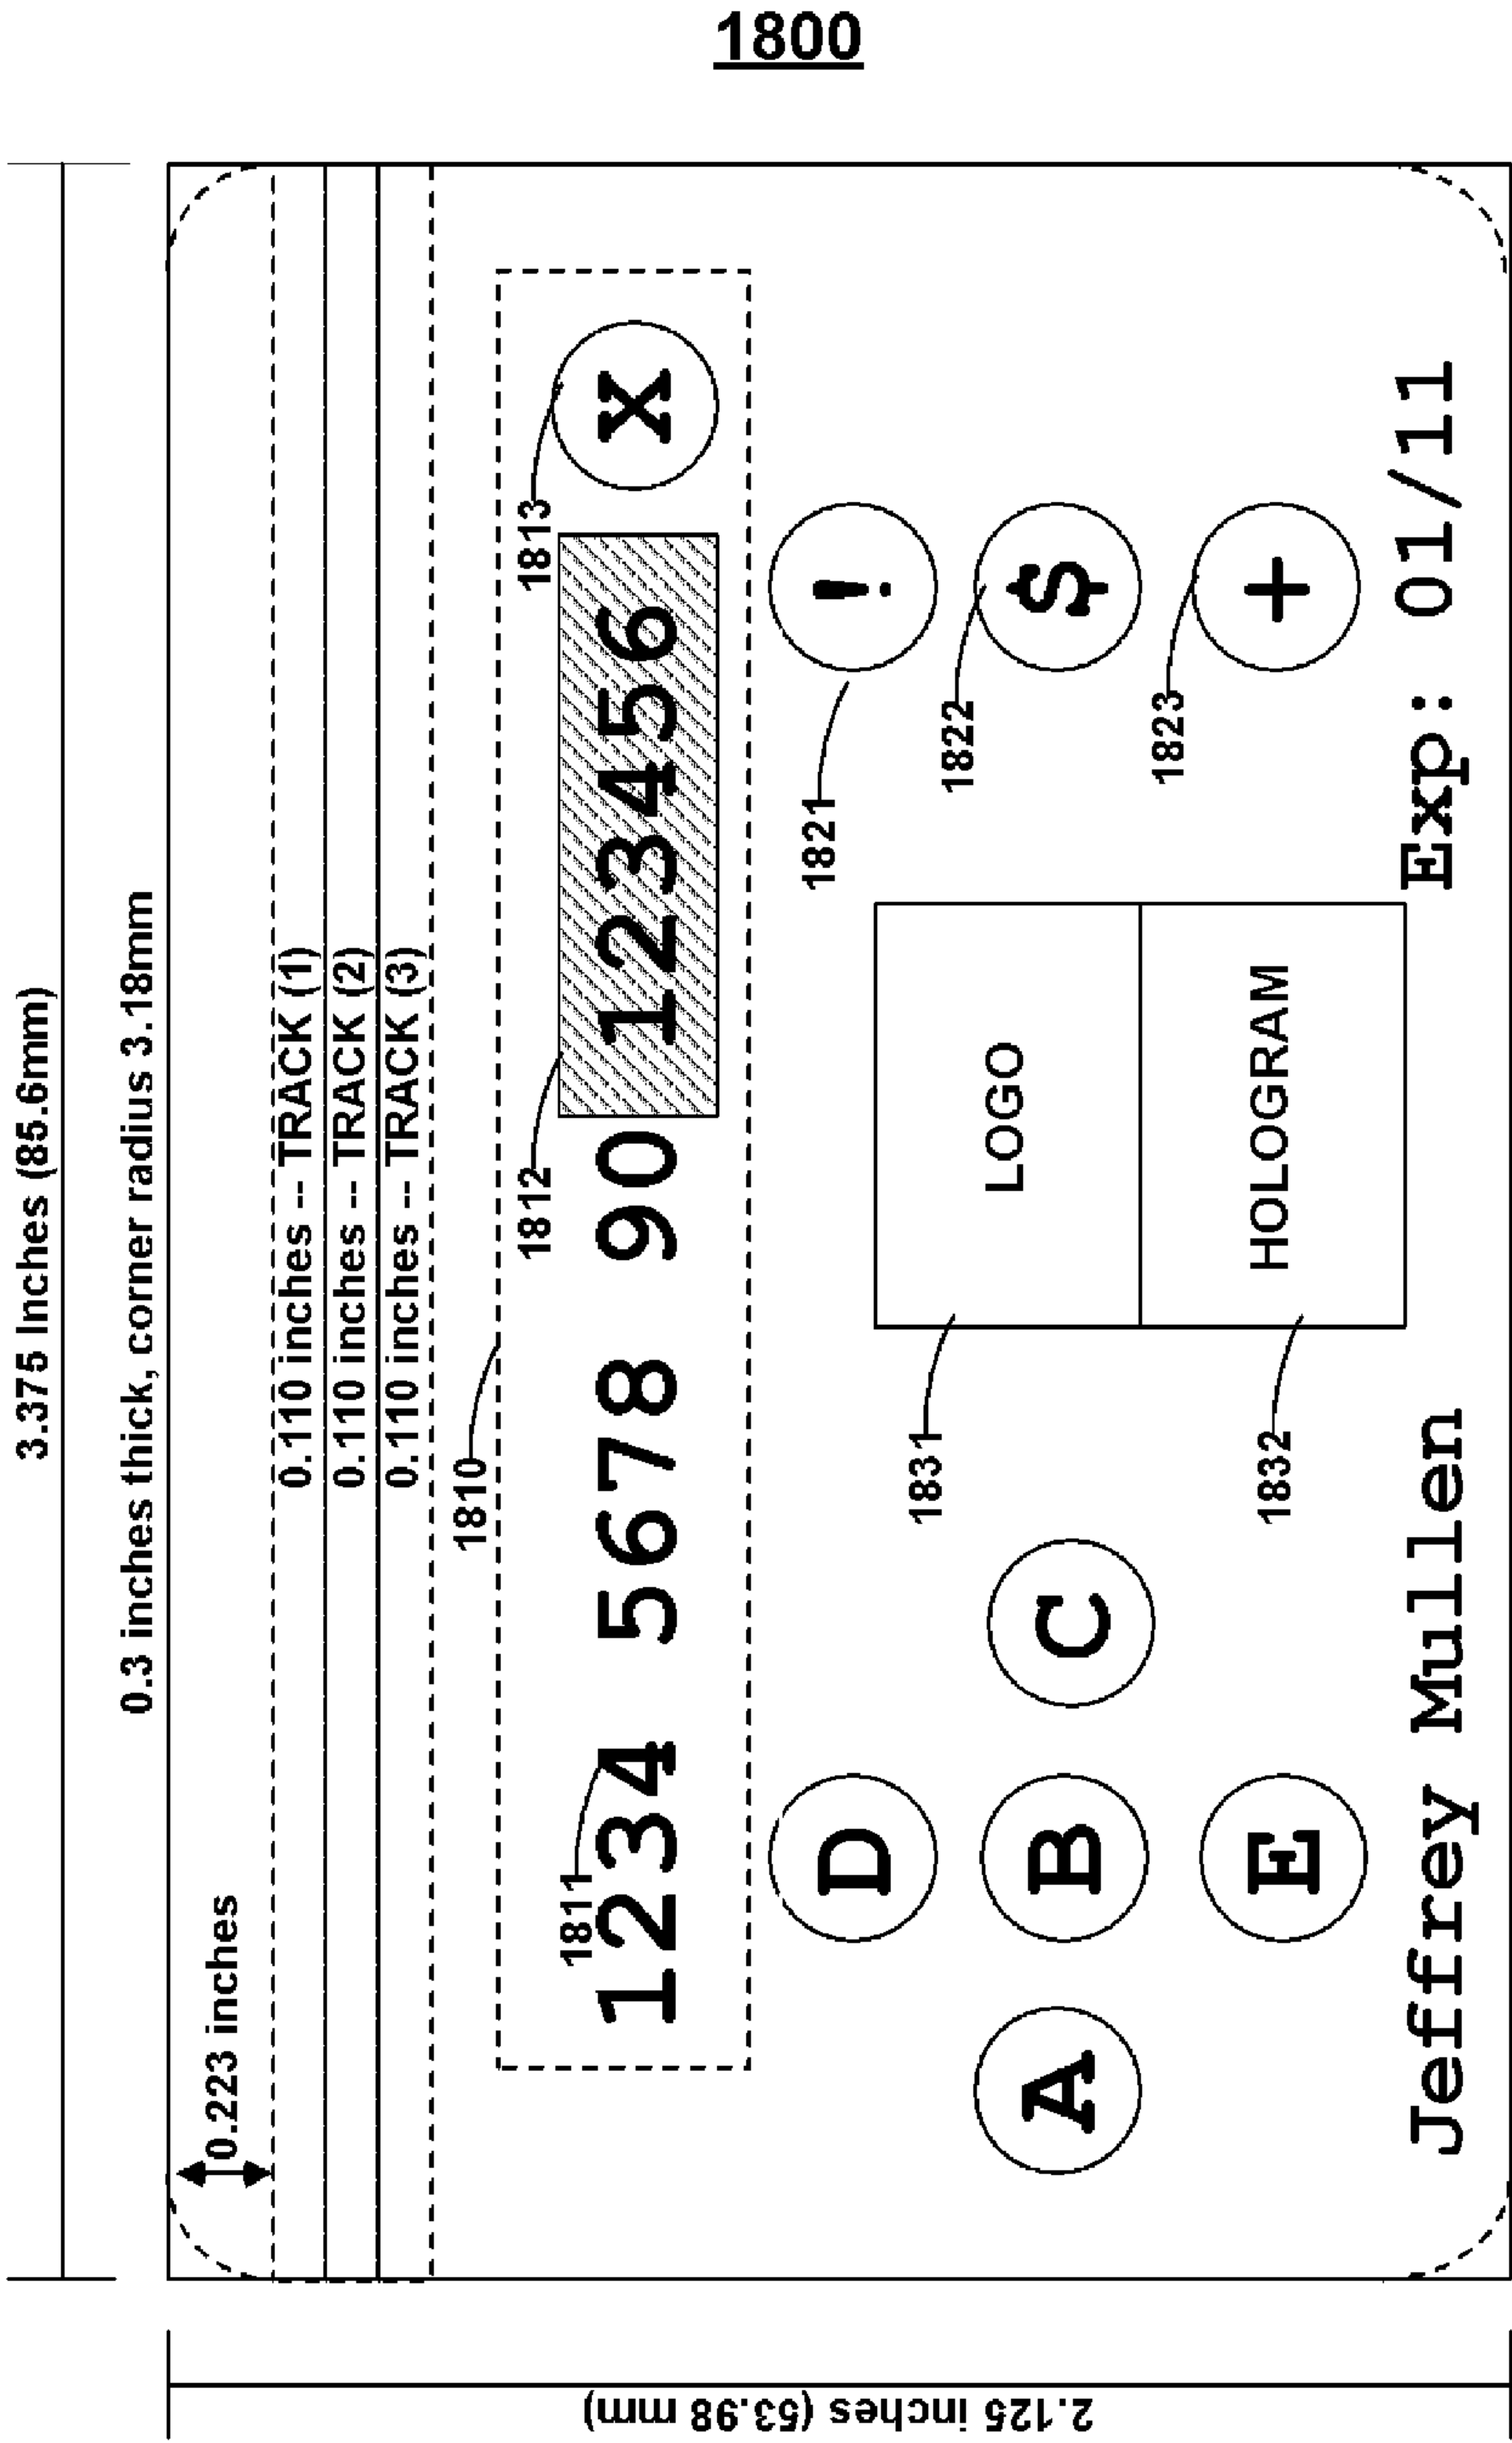 1800
3.375 Inches (85.6mm)
0.3 inches thick, corner radius 3.18mm
0.223 inches
0.110 inches -- TRACK (1)
0.110 inches -- TRACK (2)
0.110 inches -- TRACK (3)
1810
1811
1812
1813
1234 5678 90 123456 X
D
1821
!
A B C
1831
LOGO
1822
$
E
1832
HOLOGRAM
1823
+
Jeffrey Mullen
Exp: 01/11
2.125 inches (53.98 mm)